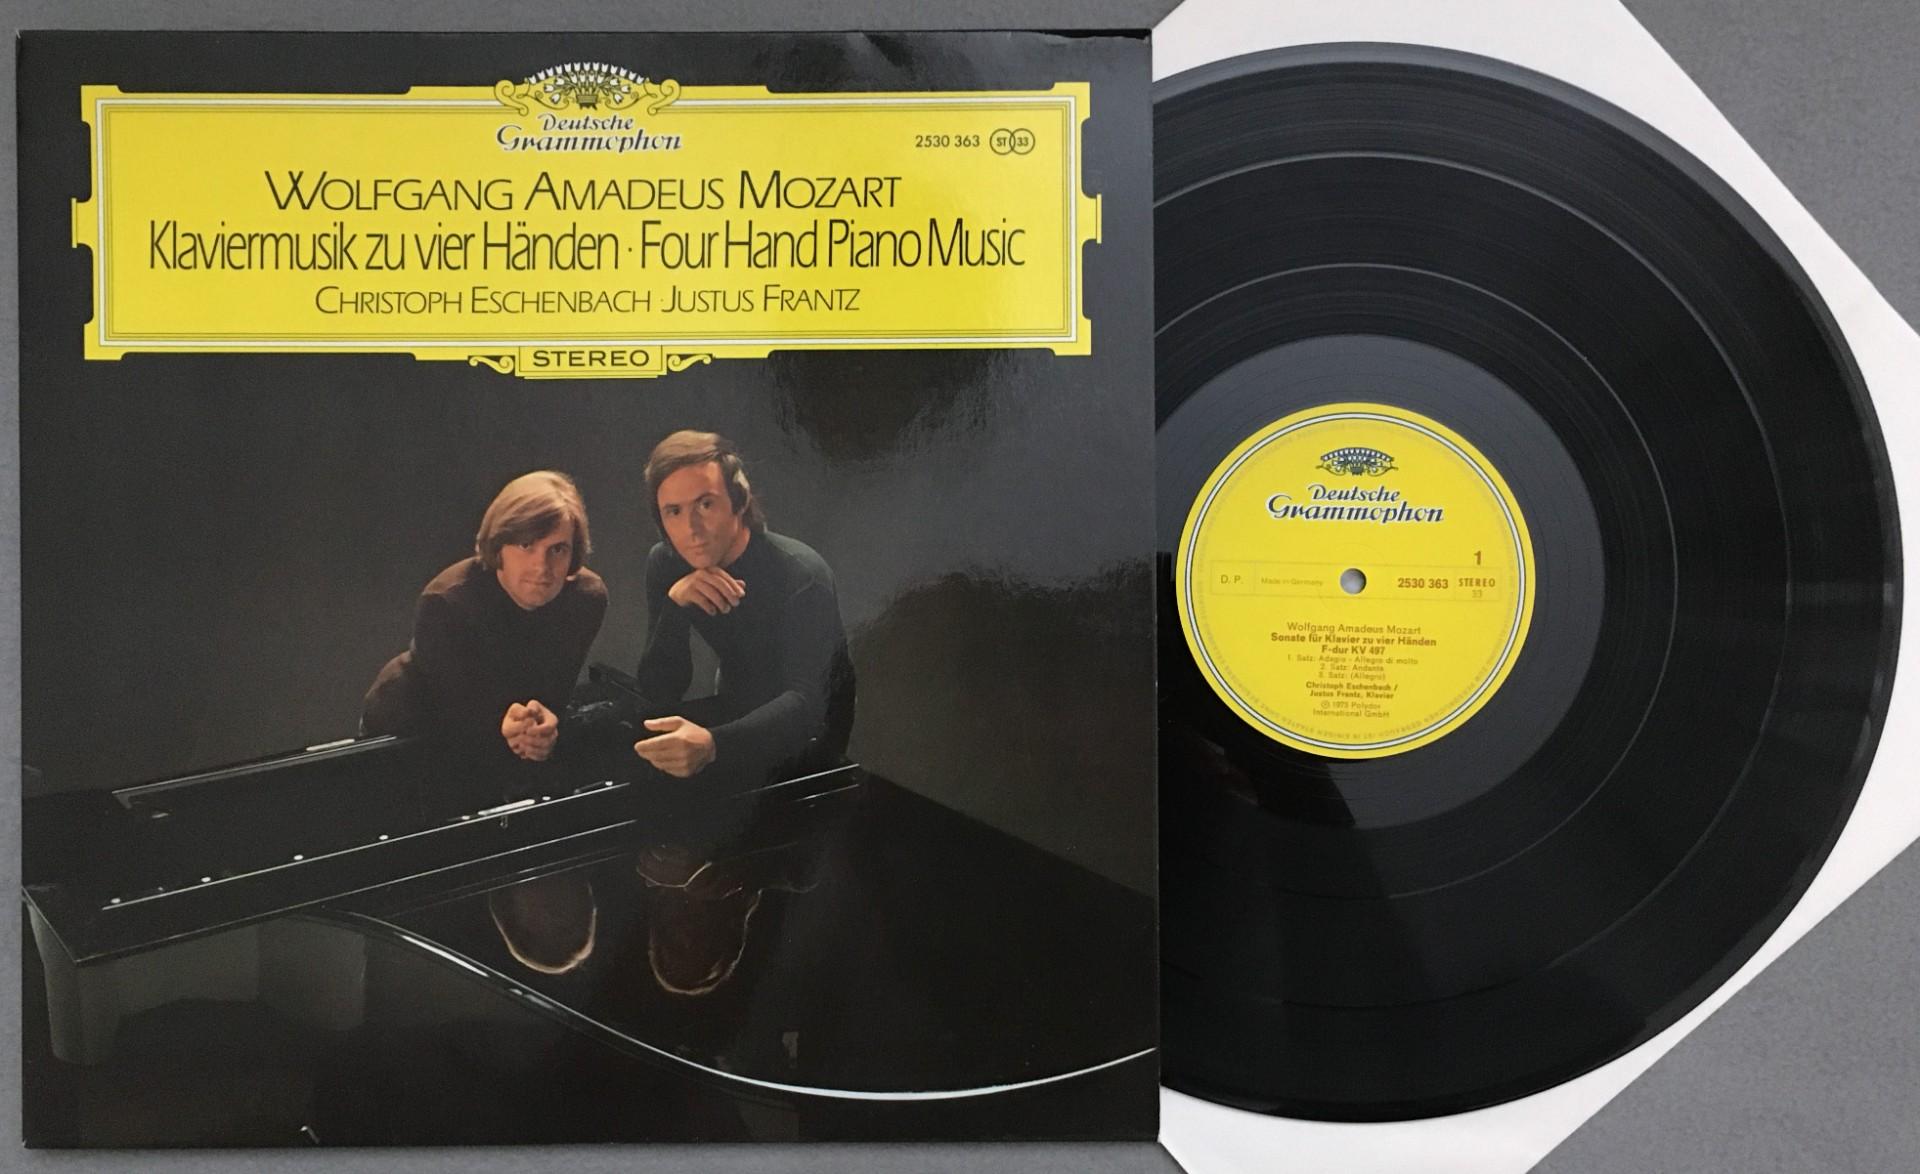 Deutsche
Grammophon
2530 363 ST 33
WOLFGANG AMADEUS MOZART
Klaviermusik zu vier Händen · Four Hand Piano Music
CHRISTOPH ESCHENBACH · JUSTUS FRANTZ
STEREO
Deutsche
Grammophon
1
D. P. Made in Germany 2530 363 STEREO
33
Wolfgang Amadeus Mozart
Sonate für Klavier zu vier Händen
F-dur KV 497
1. Satz: Adagio - Allegro di molto
2. Satz: Andante
3. Satz: (Allegro)
Christoph Eschenbach /
Justus Frantz, Klavier
℗ 1973 Polydor
International GmbH